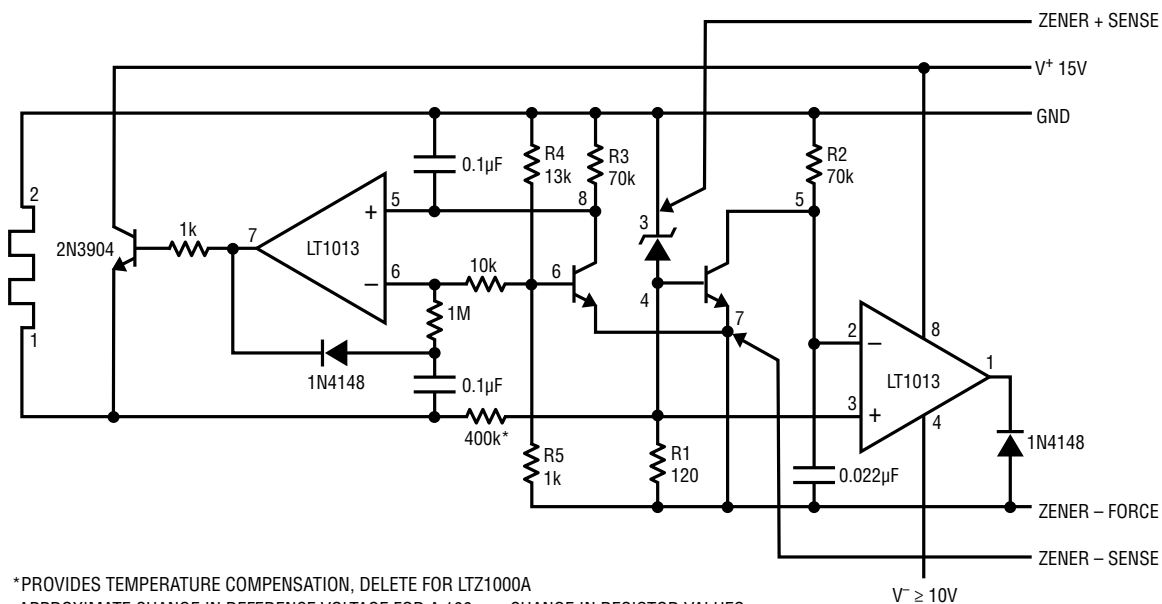 ZENER + SENSE
V+ 15V
GND
2
1
2N3904
1k
7
LT1013
5
+
6
–
0.1µF
10k
1M
1N4148
0.1µF
400k*
R4
13k
R3
70k
8
6
R5
1k
3
4
R1
120
7
R2
70k
5
2
–
3
+
LT1013
8
1
4
1N4148
0.022µF
ZENER – FORCE
ZENER – SENSE
V– ≥ 10V
*PROVIDES TEMPERATURE COMPENSATION, DELETE FOR LTZ1000A